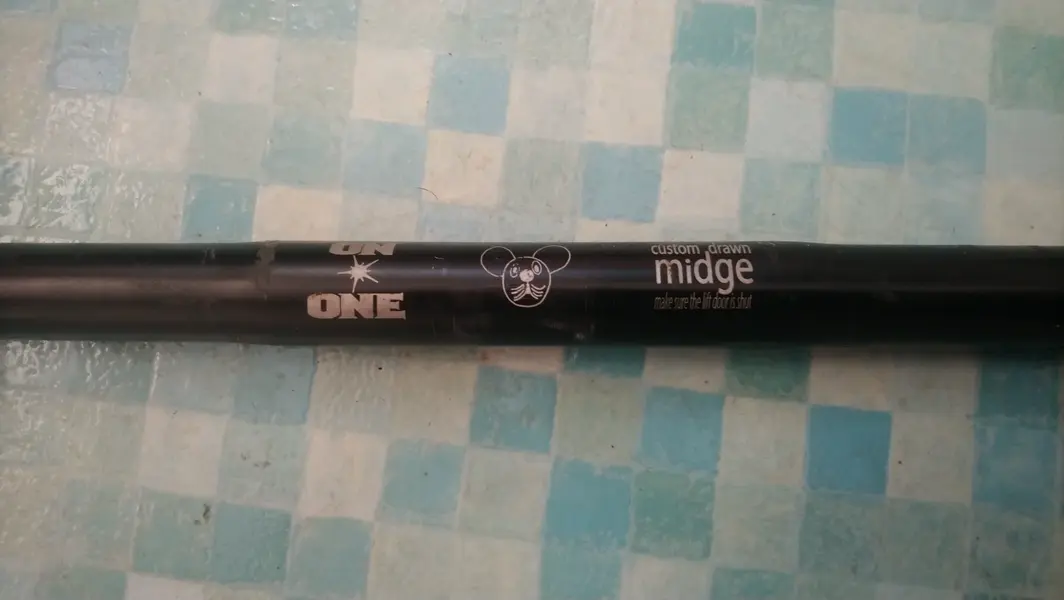 ON
ONE
custom drawn
midge
make sure the lift door is shut